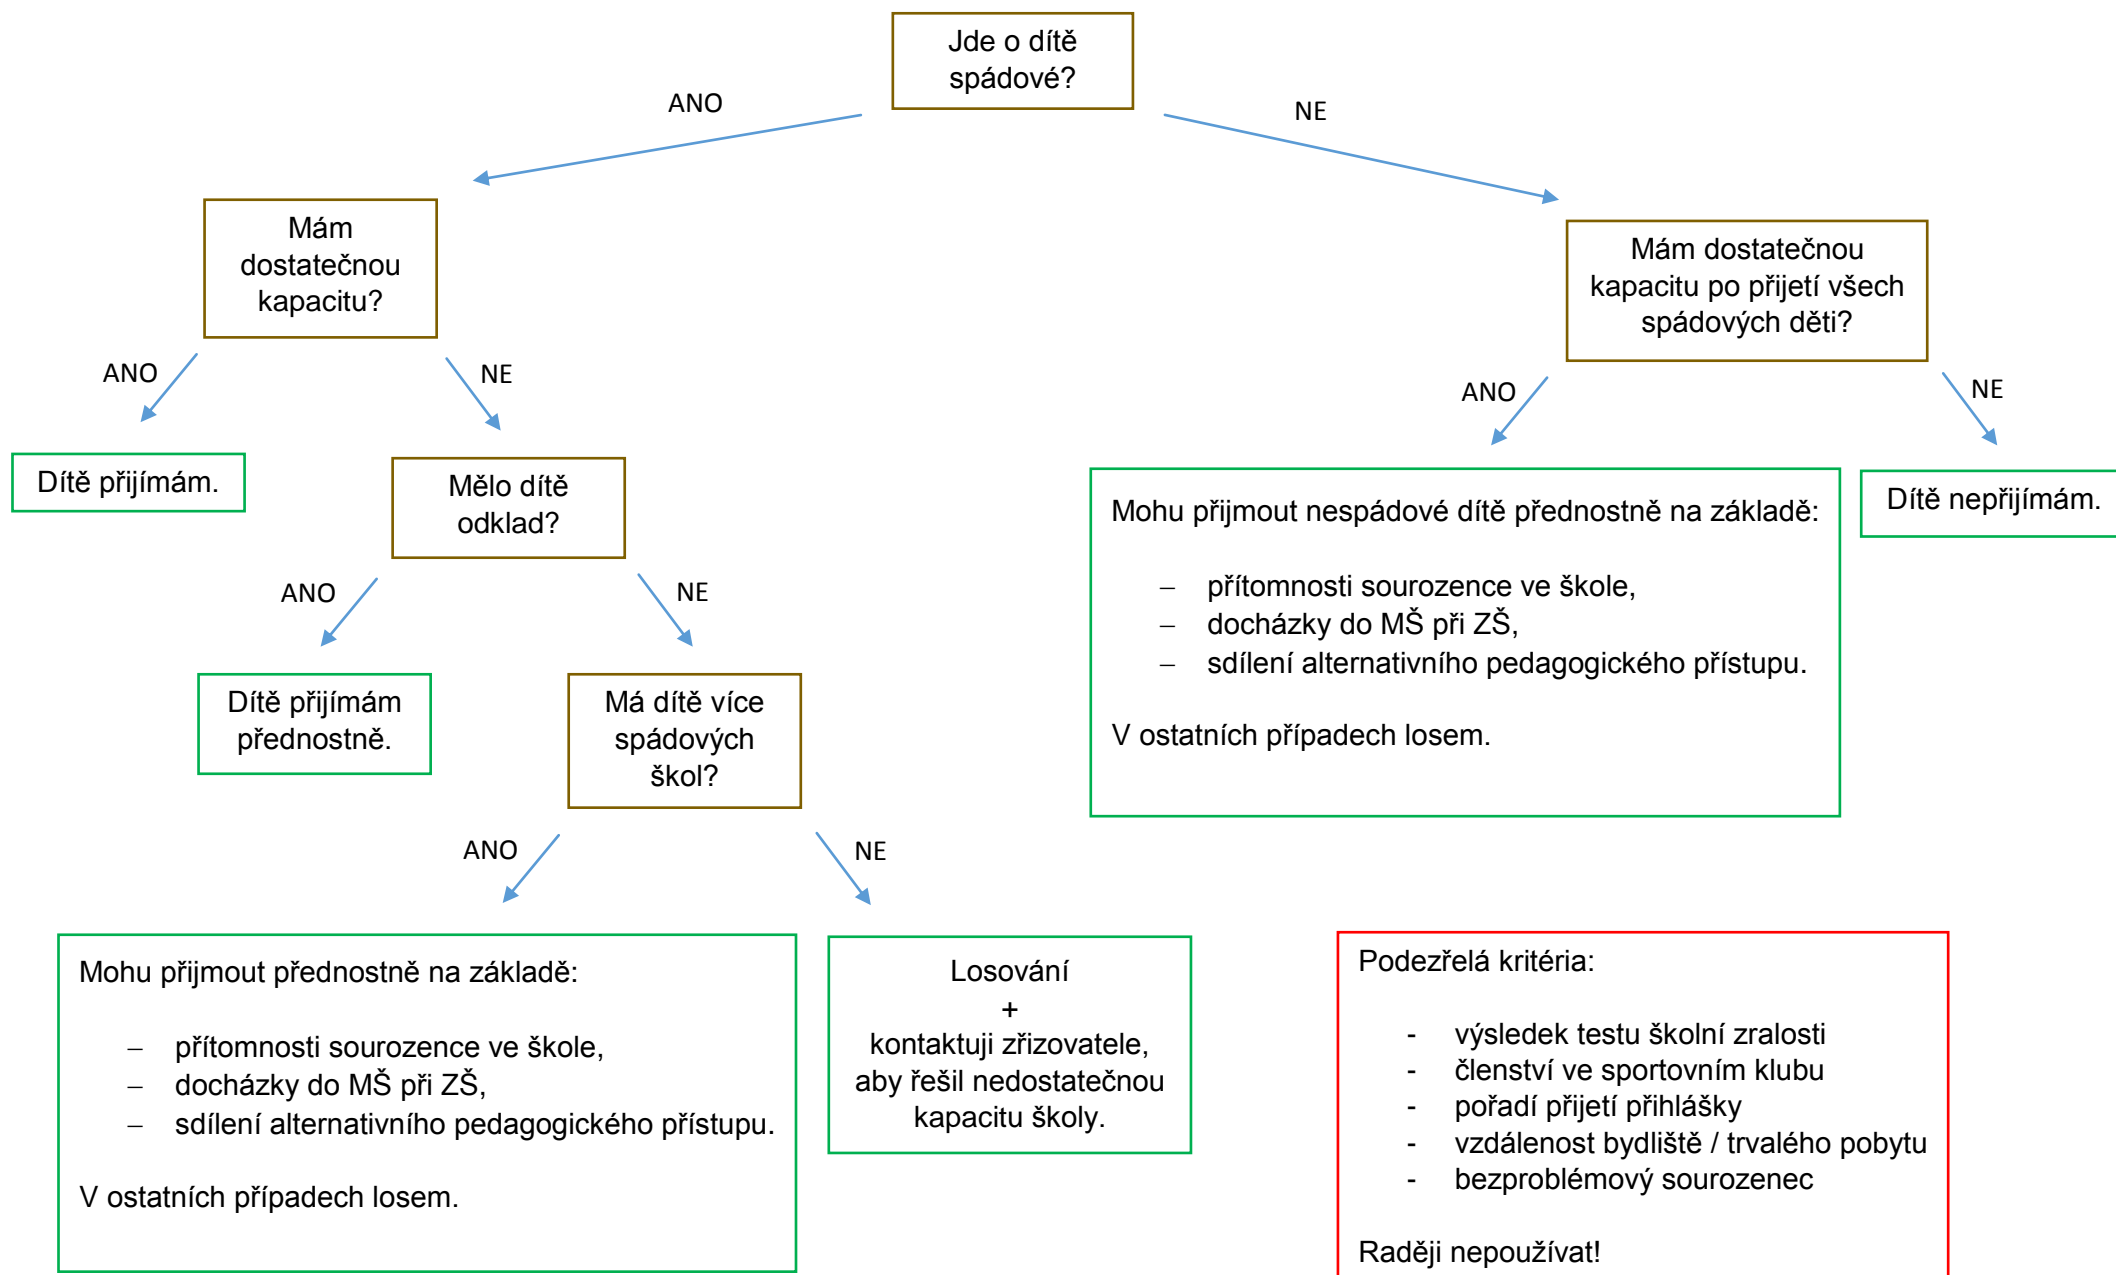 Jde o dítě
spádové?
ANO
NE
Mám
dostatečnou
kapacitu?
Mám dostatečnou
kapacitu po přijetí všech
spádových děti?
ANO
NE
ANO
NE
Dítě přijímám.
Mělo dítě
odklad?
Mohu přijmout nespádové dítě přednostně na základě:
– přítomnosti sourozence ve škole,
– docházky do MŠ při ZŠ,
– sdílení alternativního pedagogického přístupu.
V ostatních případech losem.
Dítě nepřijímám.
ANO
NE
Dítě přijímám
přednostně.
Má dítě více
spádových
škol?
ANO
NE
Mohu přijmout přednostně na základě:
– přítomnosti sourozence ve škole,
– docházky do MŠ při ZŠ,
– sdílení alternativního pedagogického přístupu.
V ostatních případech losem.
Losování
+
kontaktuji zřizovatele,
aby řešil nedostatečnou
kapacitu školy.
Podezřelá kritéria:
- výsledek testu školní zralosti
- členství ve sportovním klubu
- pořadí přijetí přihlášky
- vzdálenost bydliště / trvalého pobytu
- bezproblémový sourozenec
Raději nepoužívat!